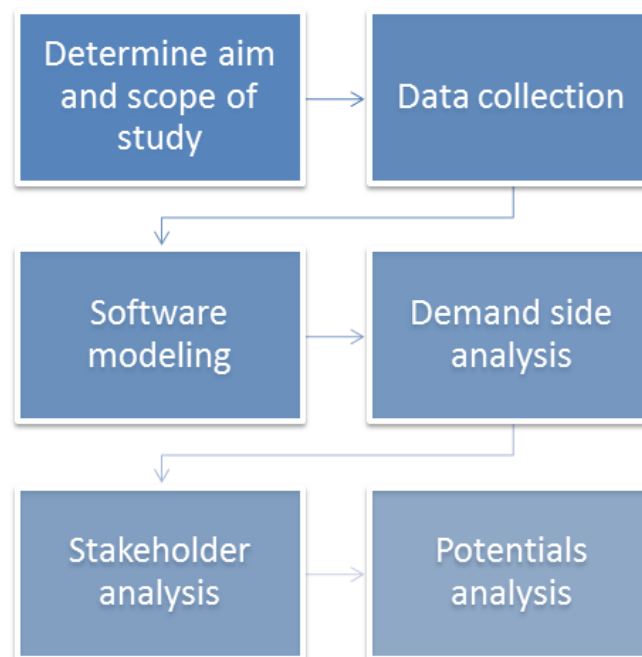 Determine aim
and scope of
study
Data collection
Software
modeling
Demand side
analysis
Stakeholder
analysis
Potentials
analysis